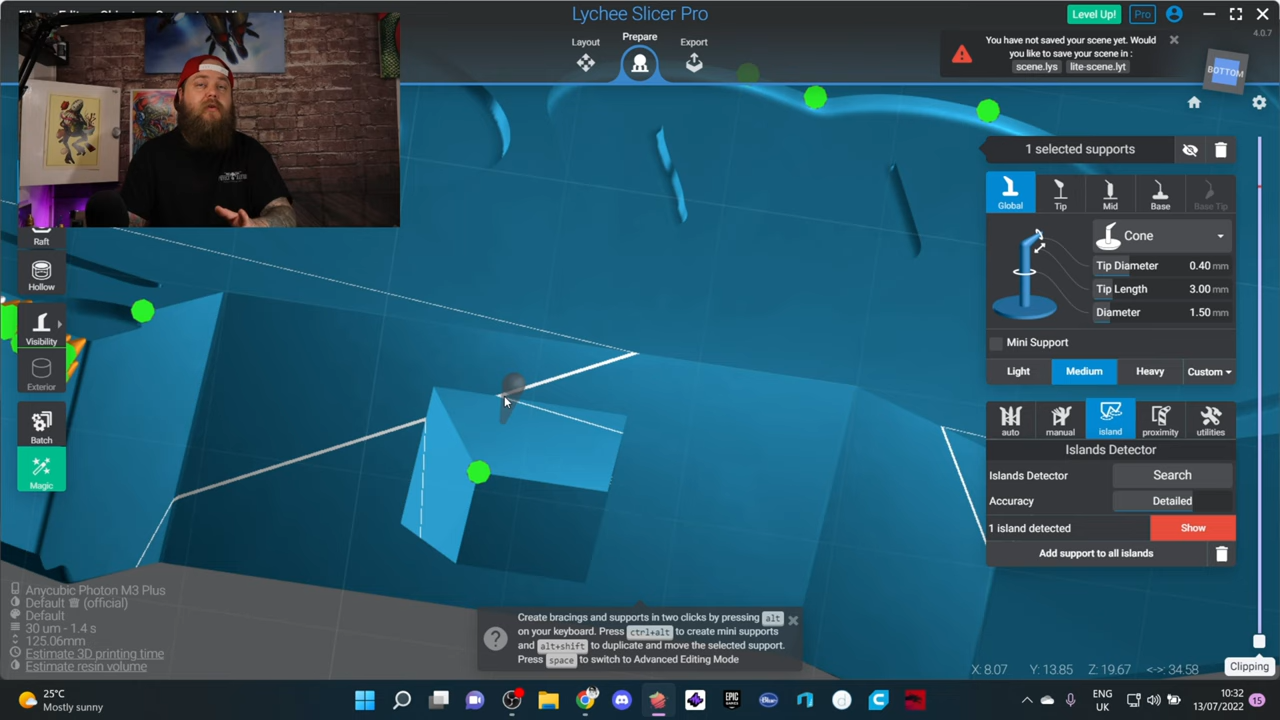 Lychee Slicer Pro
Level Up!
Pro
4.0.7
Layout
Prepare
Export
You have not saved your scene yet. Would
you like to save your scene in :
scene.lys
lite-scene.lyt
BOTTOM
1 selected supports
Global
Tip
Mid
Base
Base Tip
Cone
Tip Diameter 0.40 mm
Tip Length 3.00 mm
Diameter 1.50 mm
Mini Support
Light
Medium
Heavy
Custom
auto
manual
island
proximity
utilities
Islands Detector
Islands Detector Search
Accuracy Detailed
1 island detected Show
Add support to all islands
Raft
Hollow
Visibility
Exterior
Batch
Magic
Anycubic Photon M3 Plus
Default (official)
Default
30 um - 1.4 s
125.06mm
Estimate 3D printing time
Estimate resin volume
Create bracings and supports in two clicks by pressing alt
on your keyboard. Press ctrl+alt to create mini supports
and alt+shift to duplicate and move the selected support.
Press space to switch to Advanced Editing Mode
X: 8.07 Y: 13.85 Z: 19.67 <-> : 34.58
Clipping
25°C
Mostly sunny
EPIC
ENG
UK
10:32
13/07/2022
15